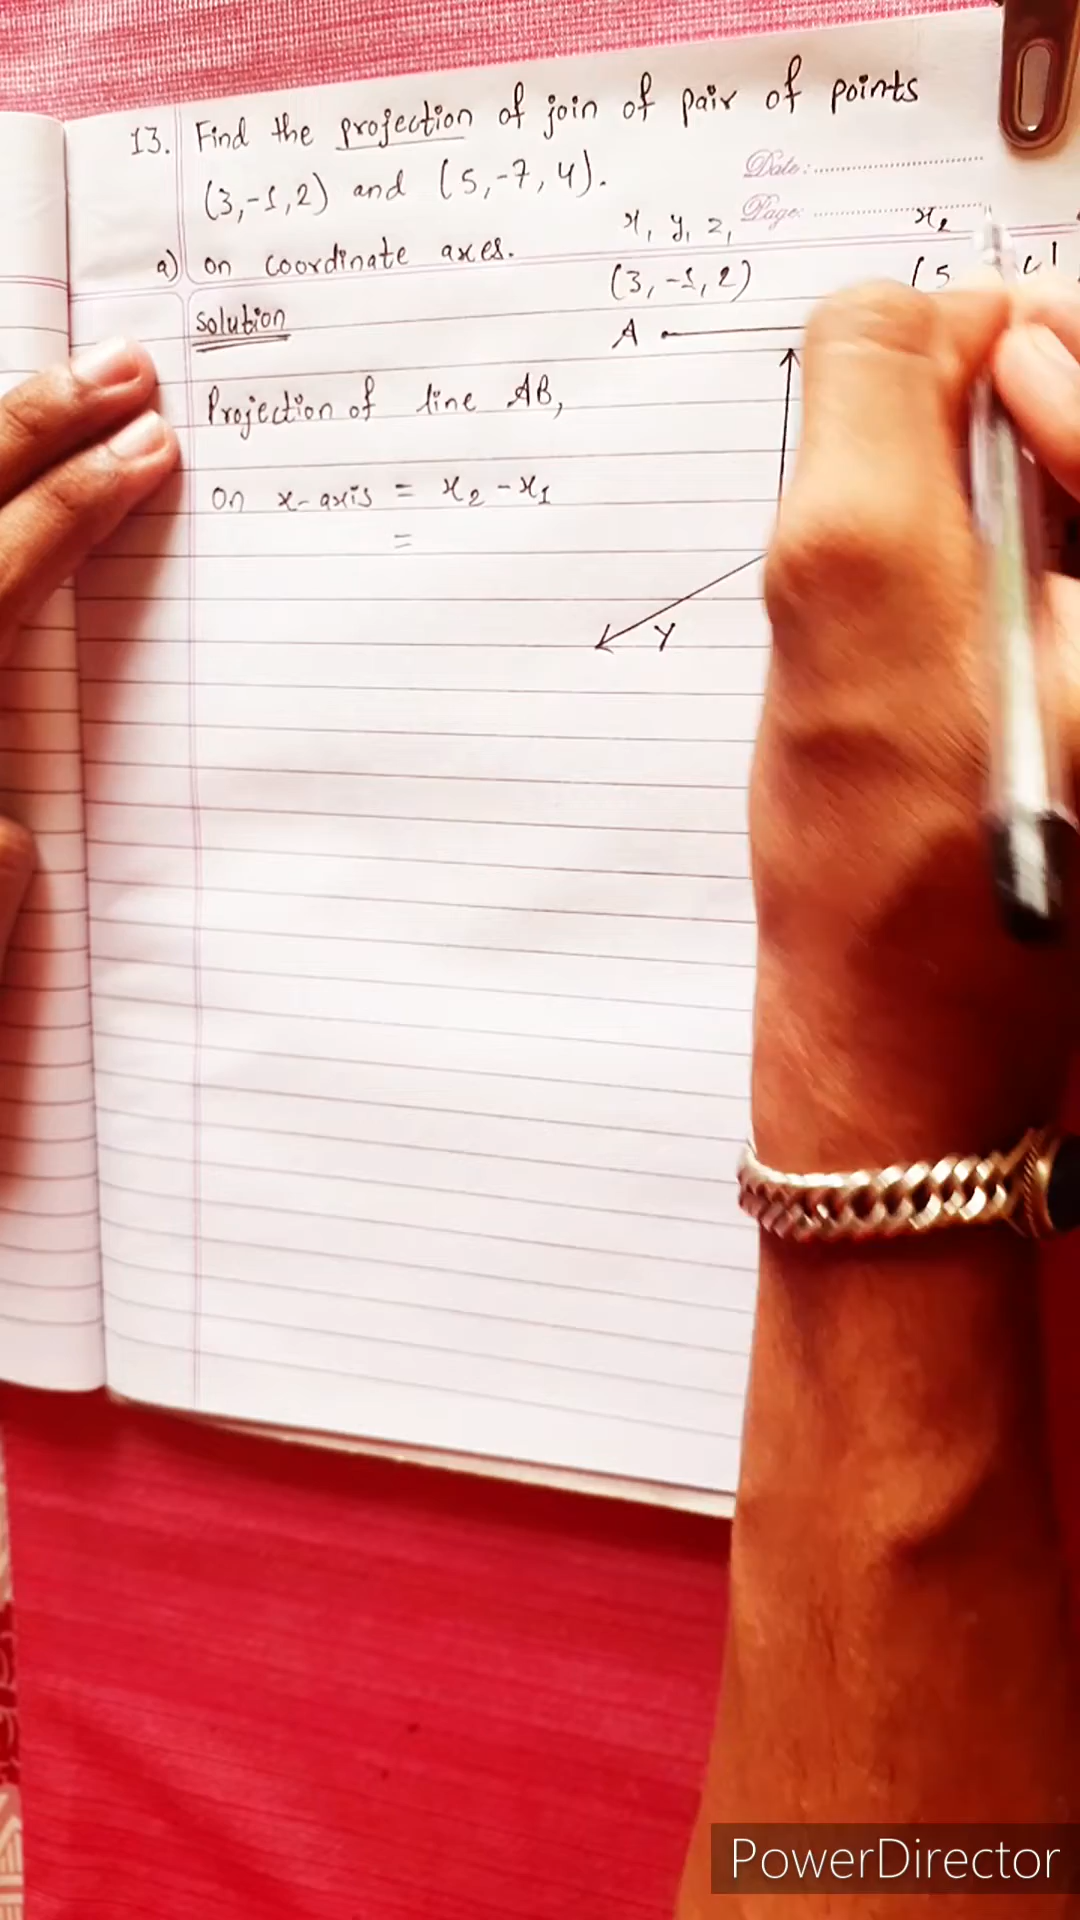 13. Find the projection of join of pair of points
(3,-1,2) and (5,-7,4).
Date:
Page:
a) on coordinate axes.
x₁ y₁ z₁
x₂
(3,-1,2)
(5
Solution
A
Projection of line AB,
On x-axis = x₂ - x₁
=
Y
PowerDirector